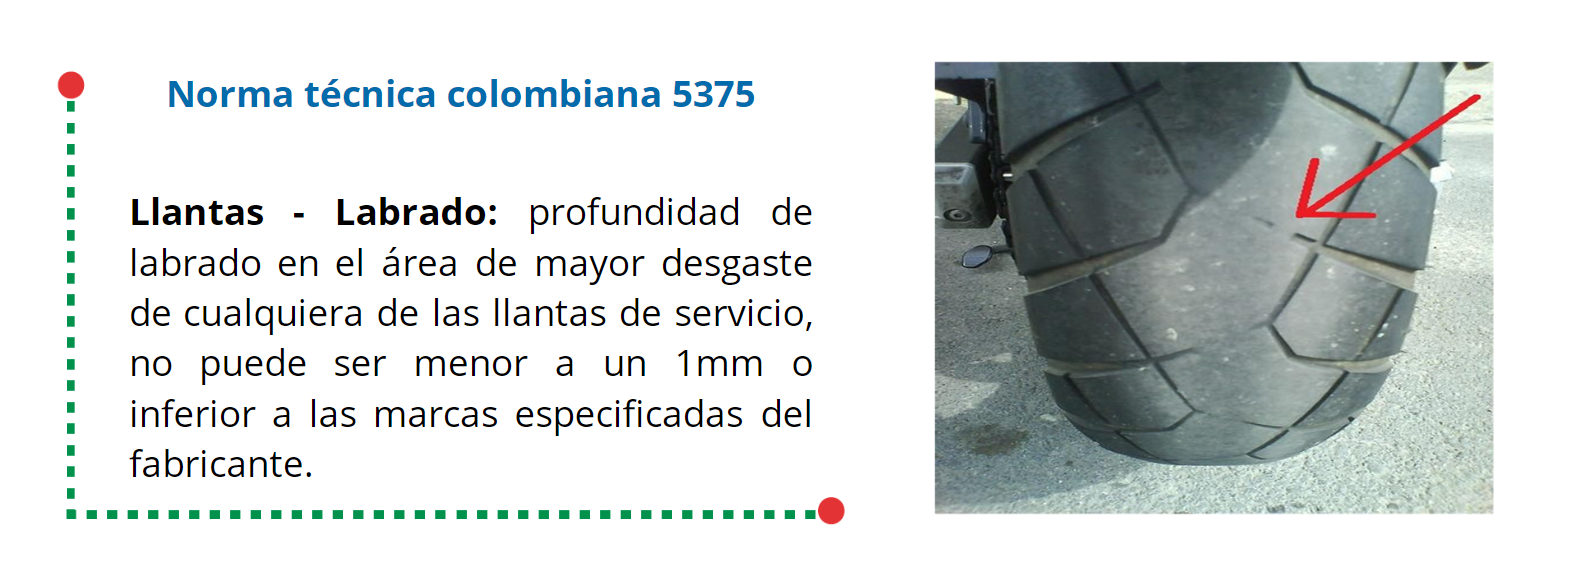 Norma técnica colombiana 5375
Llantas - Labrado: profundidad de
labrado en el área de mayor desgaste
de cualquiera de las llantas de servicio,
no puede ser menor a un 1mm o
inferior a las marcas especificadas del
fabricante.